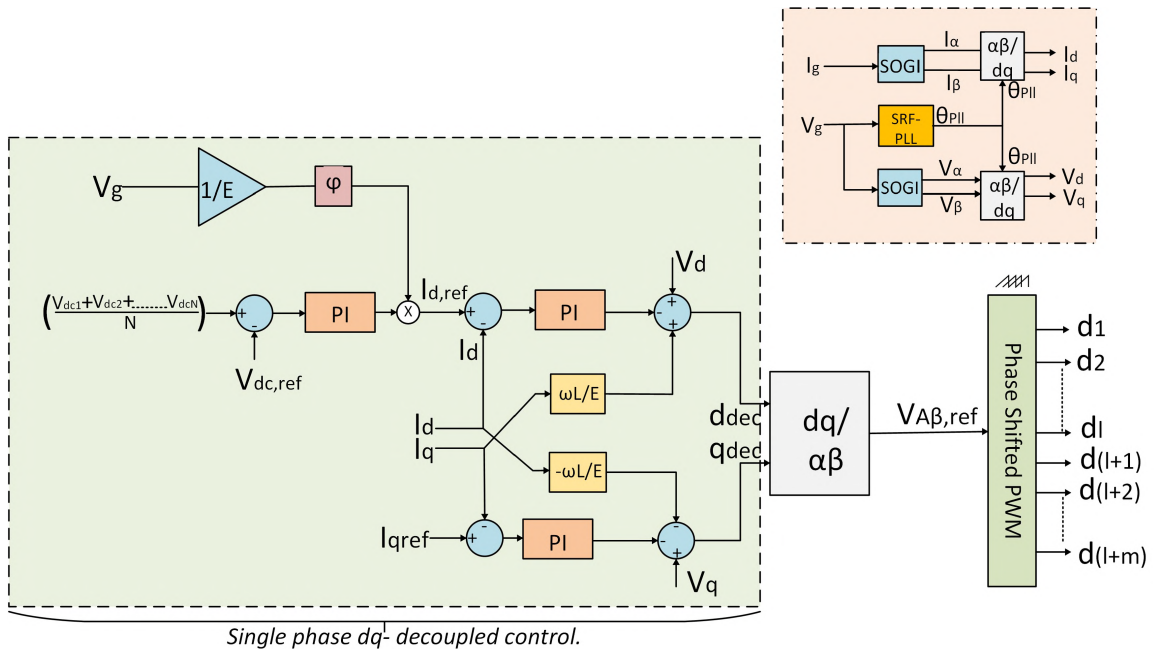 Iα
αβ/
dq
Id
Ig
SOGI
Iq
Iβ
θPll
Vg
SRF-
PLL
θPll
θPll
Vα
αβ/
dq
Vd
SOGI
Vβ
Vq
Vg
1/E
φ
Vd
(Vdc1+Vdc2+........VdcN)
N
+
-
PI
X
Id,ref
+
-
PI
-
+
+
Id
Vdc,ref
ωL/E
Id
Iq
-ωL/E
Iqref
+
-
PI
-
-
+
Vq
ddec
qdec
dq/
αβ
VAβ,ref
Phase Shifted PWM
d1
d2
dl
d(l+1)
d(l+2)
d(l+m)
Single phase dq- decoupled control.